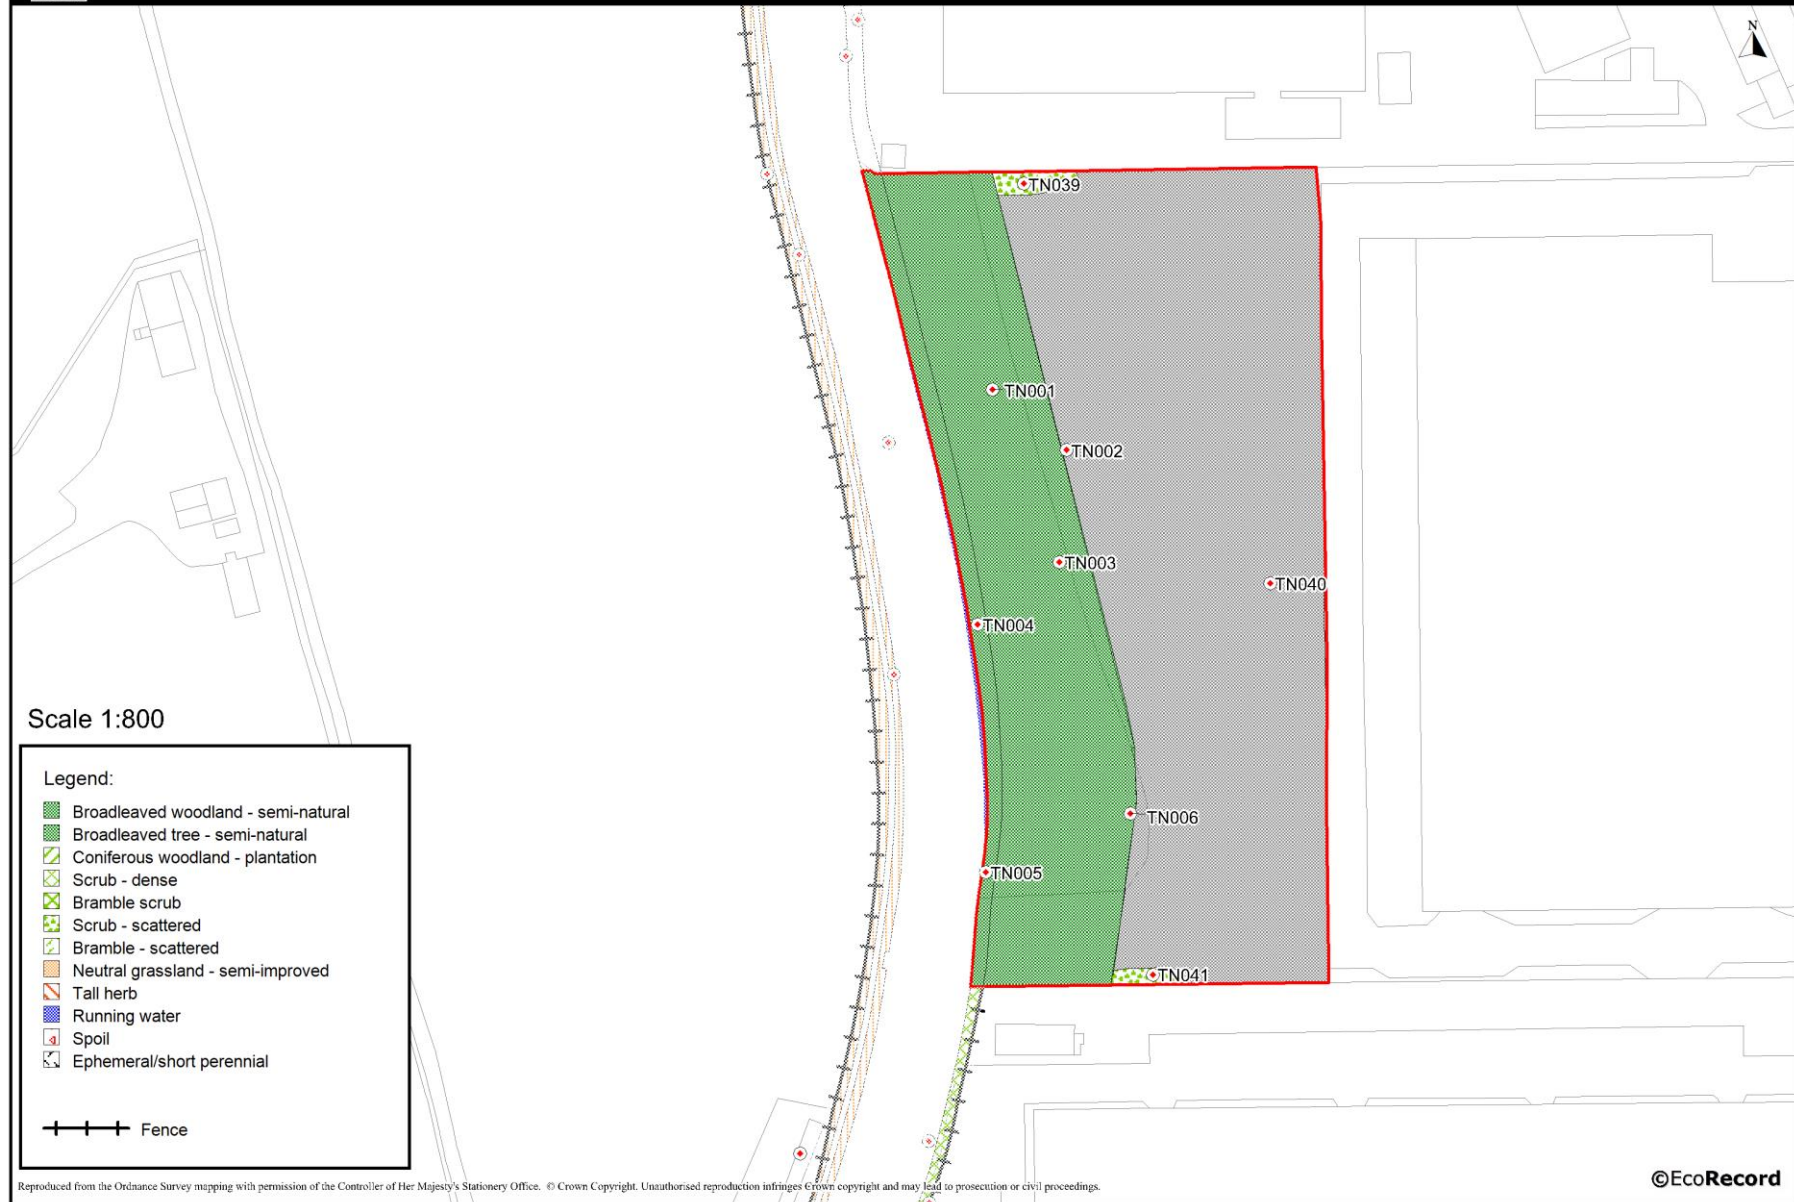 N
TN039
TN001
TN002
TN003
TN040
TN004
TN006
TN005
TN041
Scale 1:800
Legend:
Broadleaved woodland - semi-natural
Broadleaved tree - semi-natural
Coniferous woodland - plantation
Scrub - dense
Bramble scrub
Scrub - scattered
Bramble - scattered
Neutral grassland - semi-improved
Tall herb
Running water
Spoil
Ephemeral/short perennial
Fence
©EcoRecord
Reproduced from the Ordnance Survey mapping with permission of the Controller of Her Majesty's Stationery Office. © Crown Copyright. Unauthorised reproduction infringes Crown copyright and may lead to prosecution or civil proceedings.